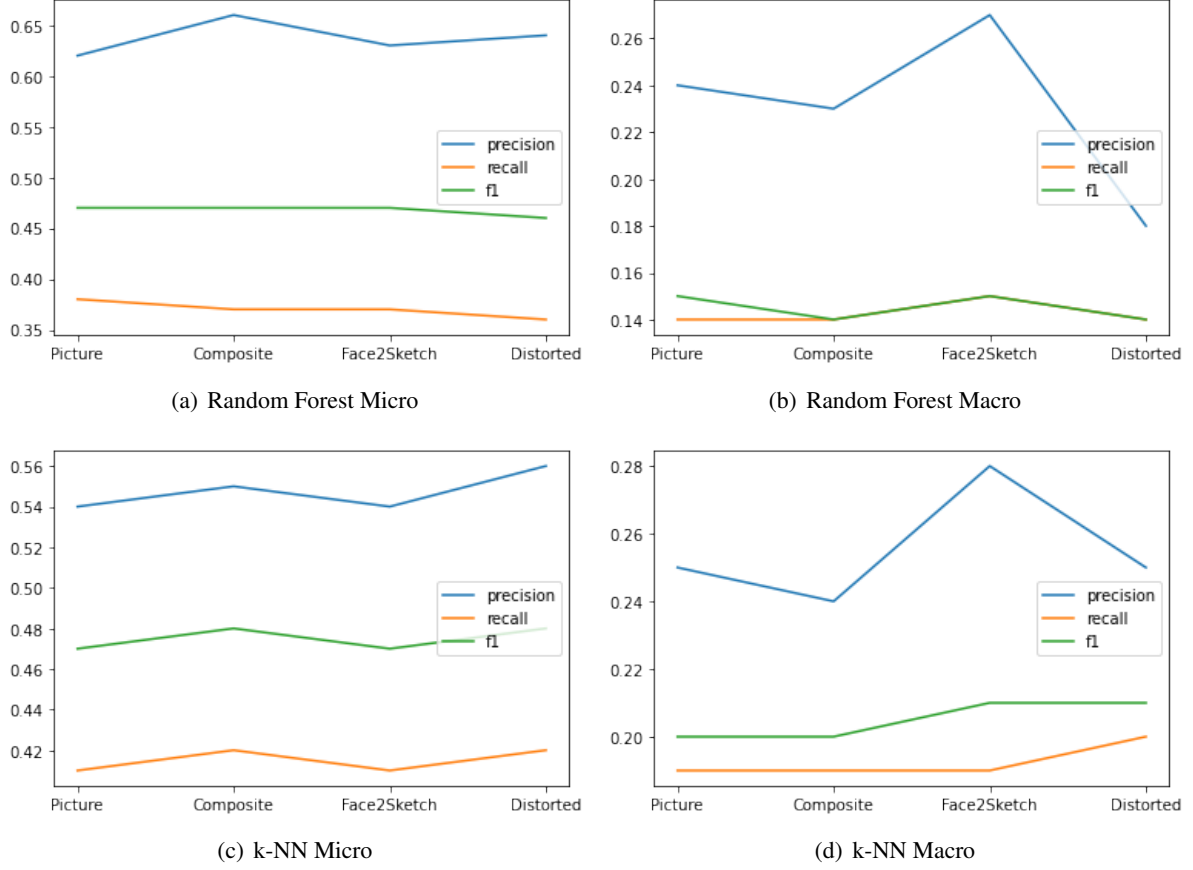 0.65
0.60
0.55
0.50
0.45
0.40
0.35
precision
recall
f1
Picture Composite Face2Sketch Distorted
(a) Random Forest Micro
0.26
0.24
0.22
0.20
0.18
0.16
0.14
precision
recall
f1
Picture Composite Face2Sketch Distorted
(b) Random Forest Macro
0.56
0.54
0.52
0.50
0.48
0.46
0.44
0.42
precision
recall
f1
Picture Composite Face2Sketch Distorted
(c) k-NN Micro
0.28
0.26
0.24
0.22
0.20
precision
recall
f1
Picture Composite Face2Sketch Distorted
(d) k-NN Macro